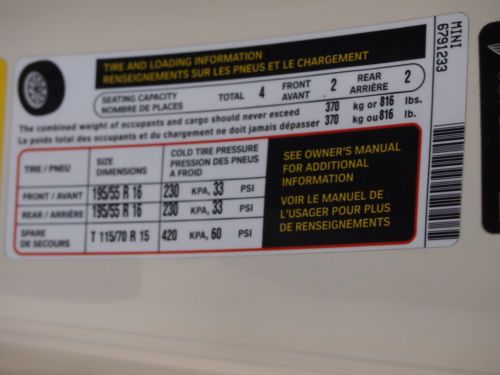 TIRE AND LOADING INFORMATION
RENSEIGNEMENTS SUR LES PNEUS ET LE CHARGEMENT
SEATING CAPACITY
NOMBRE DE PLACES
TOTAL 4
FRONT
AVANT
2
REAR
ARRIÈRE
2
The combined weight of occupants and cargo should never exceed 370 kg or 816 lbs.
Le poids total des occupants et du chargement ne doit jamais dépasser 370 kg ou 816 lb.
TIRE / PNEU
SIZE
DIMENSIONS
COLD TIRE PRESSURE
PRESSION DES PNEUS
A FROID
FRONT / AVANT 195/55 R 16 230 KPA, 33 PSI
REAR / ARRIÈRE 195/55 R 16 230 KPA, 33 PSI
SPARE
DE SECOURS
T 115/70 R 15 420 KPA, 60 PSI
SEE OWNER'S MANUAL
FOR ADDITIONAL
INFORMATION
VOIR LE MANUEL DE
L'USAGER POUR PLUS
DE RENSEIGNEMENTS
MINI
6791233